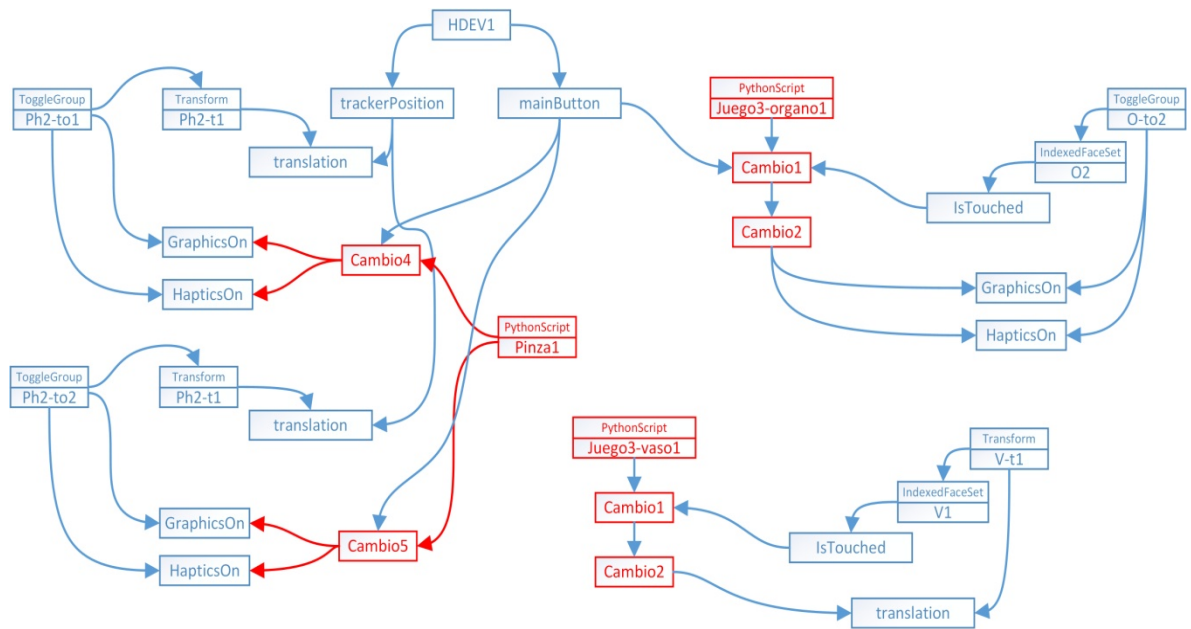 HDEV1
ToggleGroup
Ph2-to1
Transform
Ph2-t1
trackerPosition
mainButton
translation
GraphicsOn
HapticsOn
Cambio4
PythonScript
Pinza1
ToggleGroup
Ph2-to2
Transform
Ph2-t1
translation
GraphicsOn
HapticsOn
Cambio5
PythonScript
Juego3-organo1
Cambio1
Cambio2
ToggleGroup
O-to2
IndexedFaceSet
O2
IsTouched
GraphicsOn
HapticsOn
PythonScript
Juego3-vaso1
Cambio1
Cambio2
Transform
V-t1
IndexedFaceSet
V1
IsTouched
translation